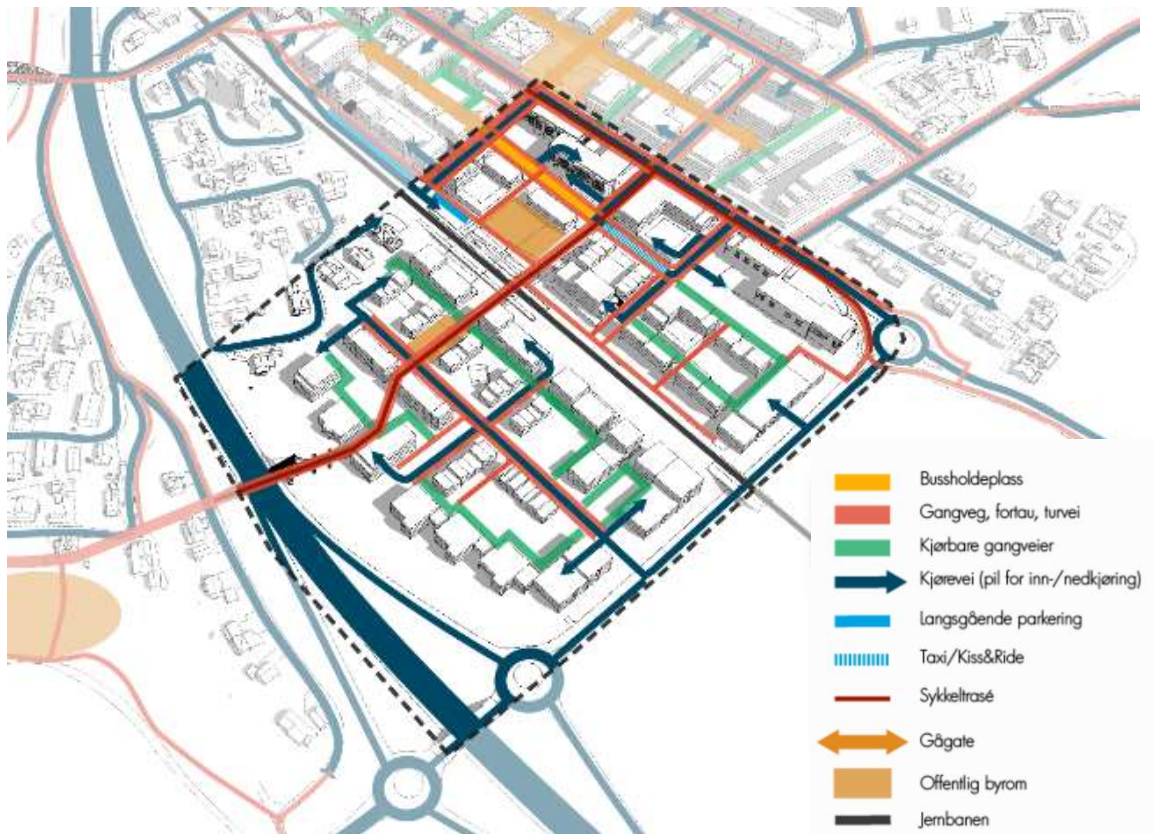 Bussholdeplass
Gangveg, fortau, turvei
Kjørbare gangveier
Kjørevei (pil for inn-/nedkjøring)
Langsgående parkering
Taxi/Kiss&Ride
Sykkeltrasé
Gågate
Offentlig byrom
Jernbanen